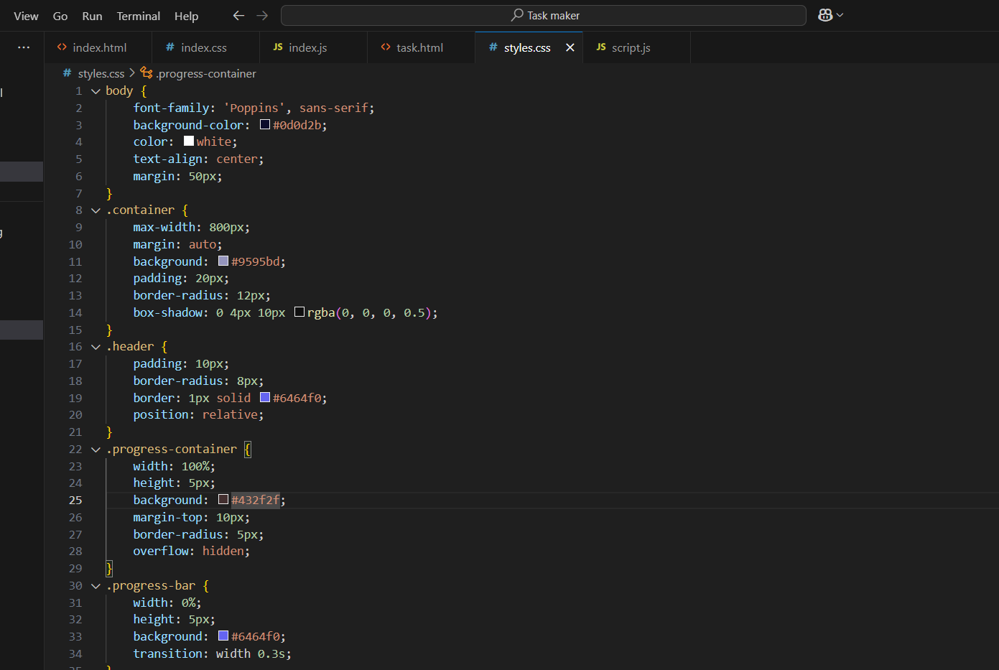 View Go Run Terminal Help Task maker
index.html index.css JS index.js task.html styles.css JS script.js
styles.css .progress-container
1 body {
2 font-family: 'Poppins', sans-serif;
3 background-color: #0d0d2b;
4 color: white;
5 text-align: center;
6 margin: 50px;
7 }
8 .container {
9 max-width: 800px;
10 margin: auto;
11 background: #9595bd;
12 padding: 20px;
13 border-radius: 12px;
14 box-shadow: 0 4px 10px rgba(0, 0, 0, 0.5);
15 }
16 .header {
17 padding: 10px;
18 border-radius: 8px;
19 border: 1px solid #6464f0;
20 position: relative;
21 }
22 .progress-container {
23 width: 100%;
24 height: 5px;
25 background: #432f2f;
26 margin-top: 10px;
27 border-radius: 5px;
28 overflow: hidden;
29 }
30 .progress-bar {
31 width: 0%;
32 height: 5px;
33 background: #6464f0;
34 transition: width 0.3s;